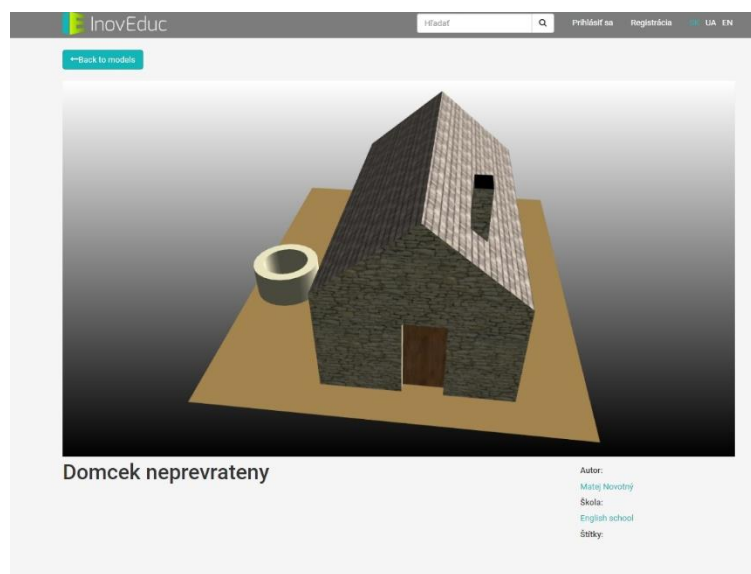 InovEduc
Hľadať
Prihlásiť sa Registrácia SK UA EN
←Back to models
Domcek neprevrateny
Autor:
Matej Novotný
Škola:
English school
Štítky: